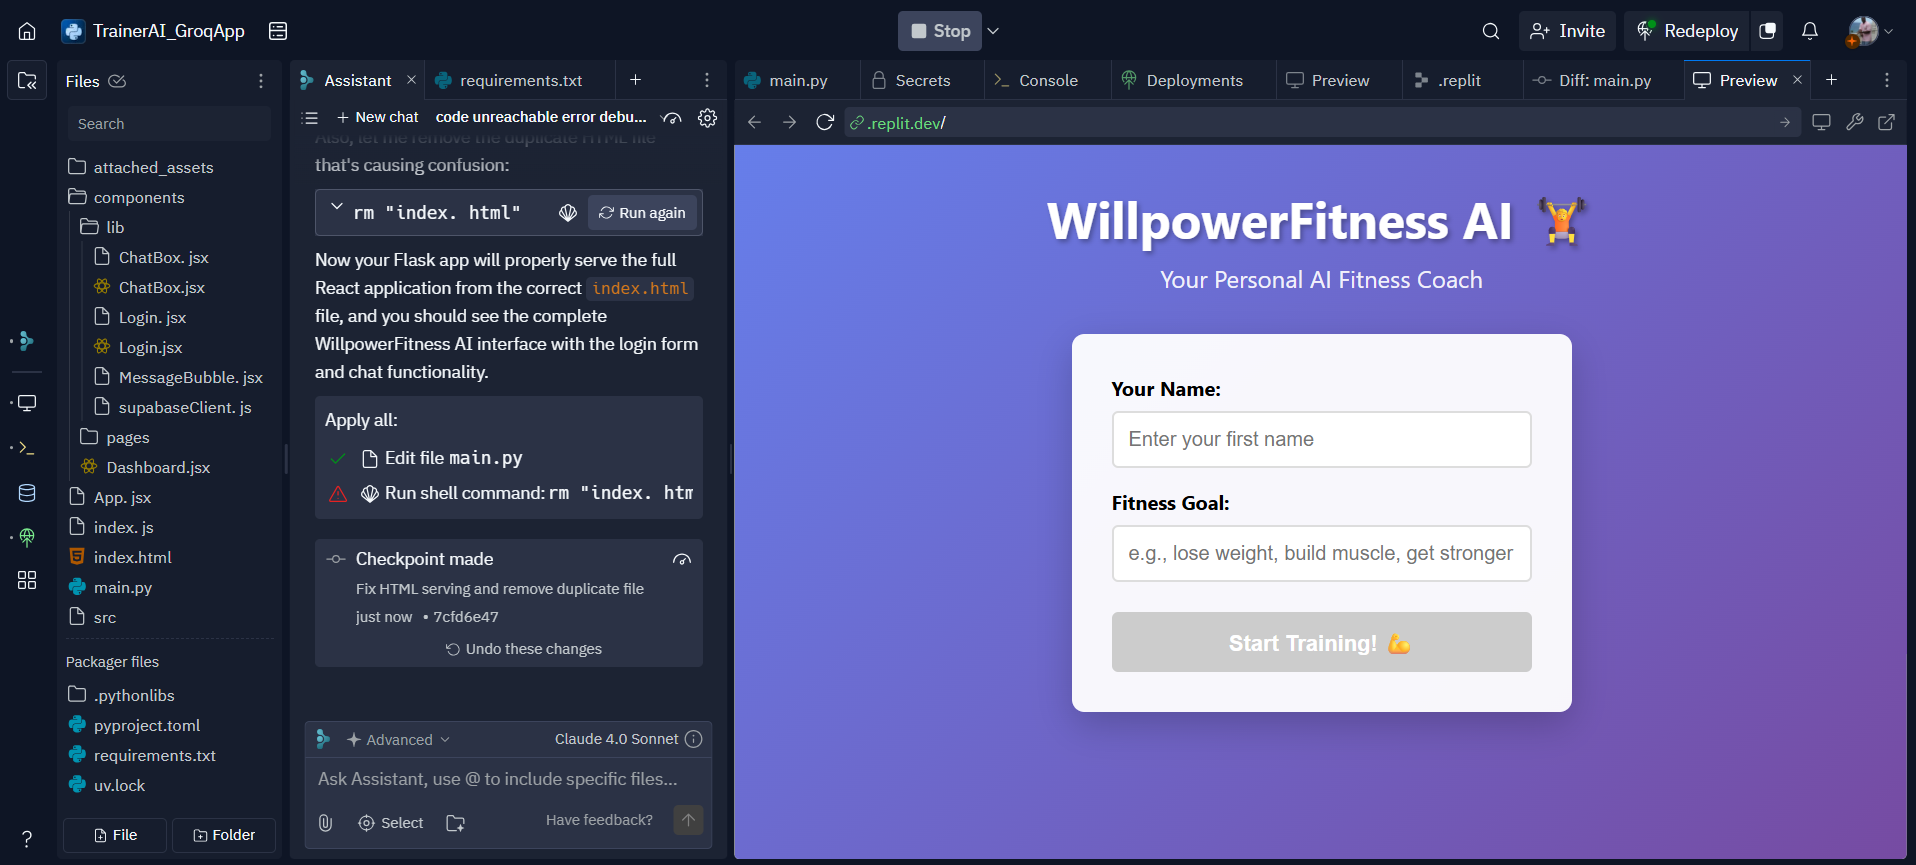 TrainerAI_GroqApp
Stop
Invite
Redeploy
Files
Search
attached_assets
components
lib
ChatBox. jsx
ChatBox.jsx
Login. jsx
Login.jsx
MessageBubble. jsx
supabaseClient. js
pages
Dashboard.jsx
App. jsx
index. js
index.html
main.py
src
Packager files
.pythonlibs
pyproject.toml
requirements.txt
uv.lock
File
Folder
?
Assistant
requirements.txt
New chat
code unreachable error debu...
Also, let me remove the duplicate HTML file
that's causing confusion:
rm "index. html"
Run again
Now your Flask app will properly serve the full
React application from the correct index.html
file, and you should see the complete
WillpowerFitness AI interface with the login form
and chat functionality.
Apply all:
Edit file main.py
Run shell command: rm "index. htm
Checkpoint made
Fix HTML serving and remove duplicate file
just now • 7cfd6e47
Undo these changes
Advanced
Claude 4.0 Sonnet
Ask Assistant, use @ to include specific files...
Select
Have feedback?
main.py
Secrets
Console
Deployments
Preview
.replit
Diff: main.py
Preview
.replit.dev/
WillpowerFitness AI 🏋️
Your Personal AI Fitness Coach
Your Name:
Enter your first name
Fitness Goal:
e.g., lose weight, build muscle, get stronger
Start Training! 💪